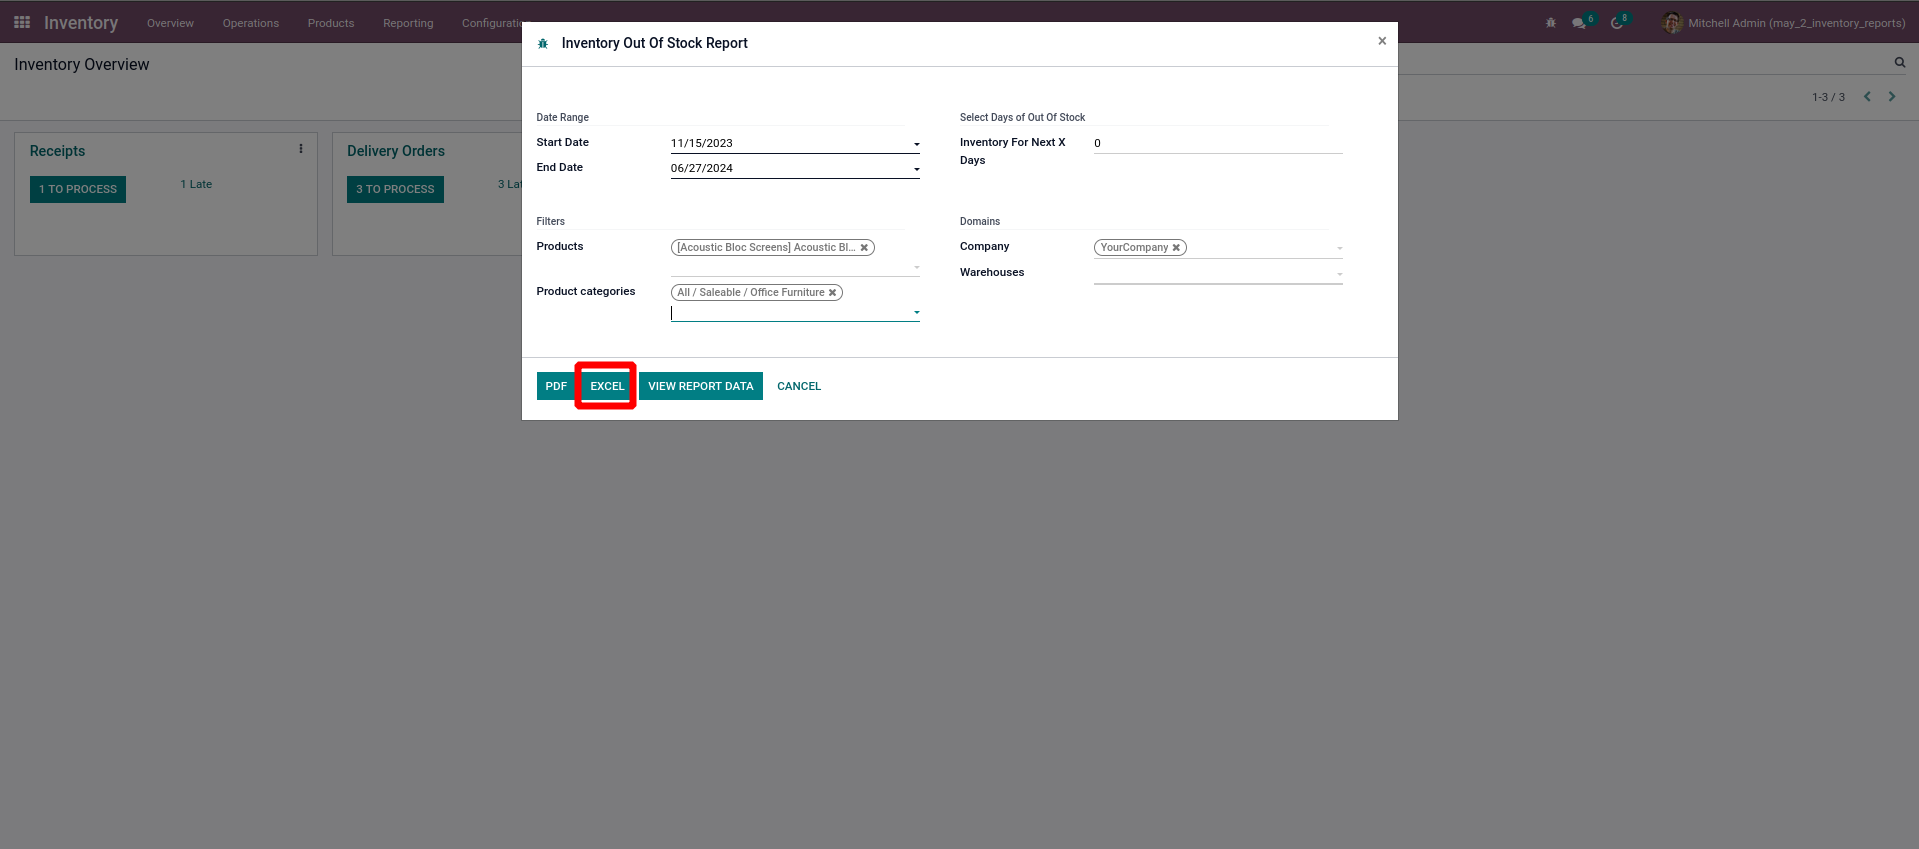 Inventory Overview Operations Products Reporting Configuratio
6 8 Mitchell Admin (may_2_inventory_reports)
Inventory Overview
1-3 / 3
Receipts
1 TO PROCESS 1 Late
Delivery Orders
3 TO PROCESS 3 Lat
Inventory Out Of Stock Report ×
Date Range
Start Date 11/15/2023
End Date 06/27/2024
Select Days of Out Of Stock
Inventory For Next X 0
Days
Filters
Products [Acoustic Bloc Screens] Acoustic Bl...
Product categories All / Saleable / Office Furniture
Domains
Company YourCompany
Warehouses
PDF EXCEL VIEW REPORT DATA CANCEL